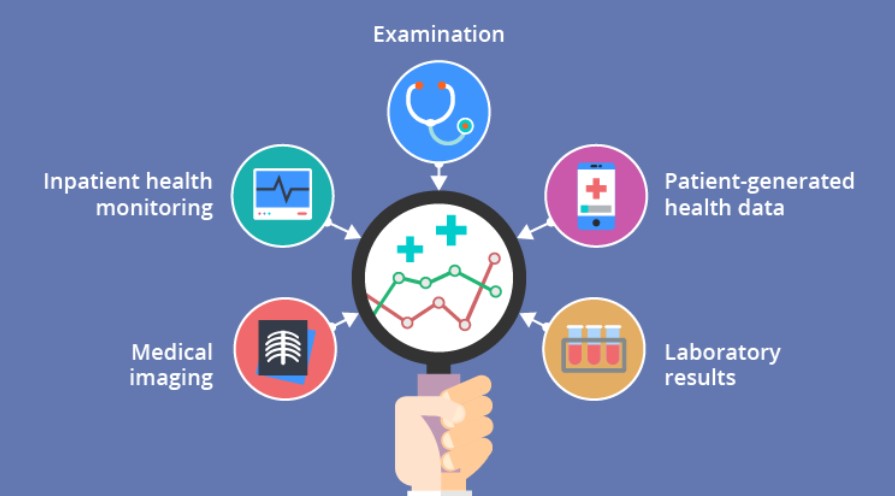 Examination
Inpatient health
monitoring
Patient-generated
health data
Medical
imaging
Laboratory
results